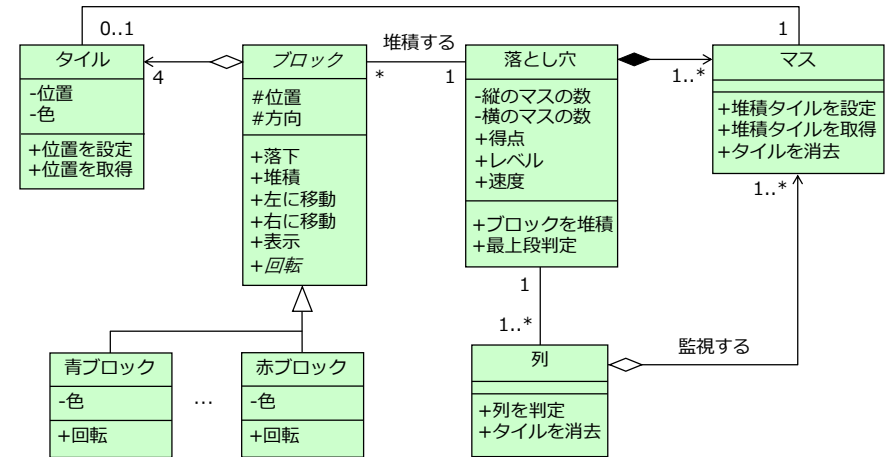 0..1
1
タイル
-位置
-色
+位置を設定
+位置を取得
4
ブロック
#位置
#方向
+落下
+堆積
+左に移動
+右に移動
+表示
+回転
堆積する
*
1
落とし穴
-縦のマスの数
-横のマスの数
+得点
+レベル
+速度
+ブロックを堆積
+最上段判定
1..*
マス
+堆積タイルを設定
+堆積タイルを取得
+タイルを消去
1..*
1
1..*
青ブロック
-色
+回転
...
赤ブロック
-色
+回転
列
+列を判定
+タイルを消去
監視する